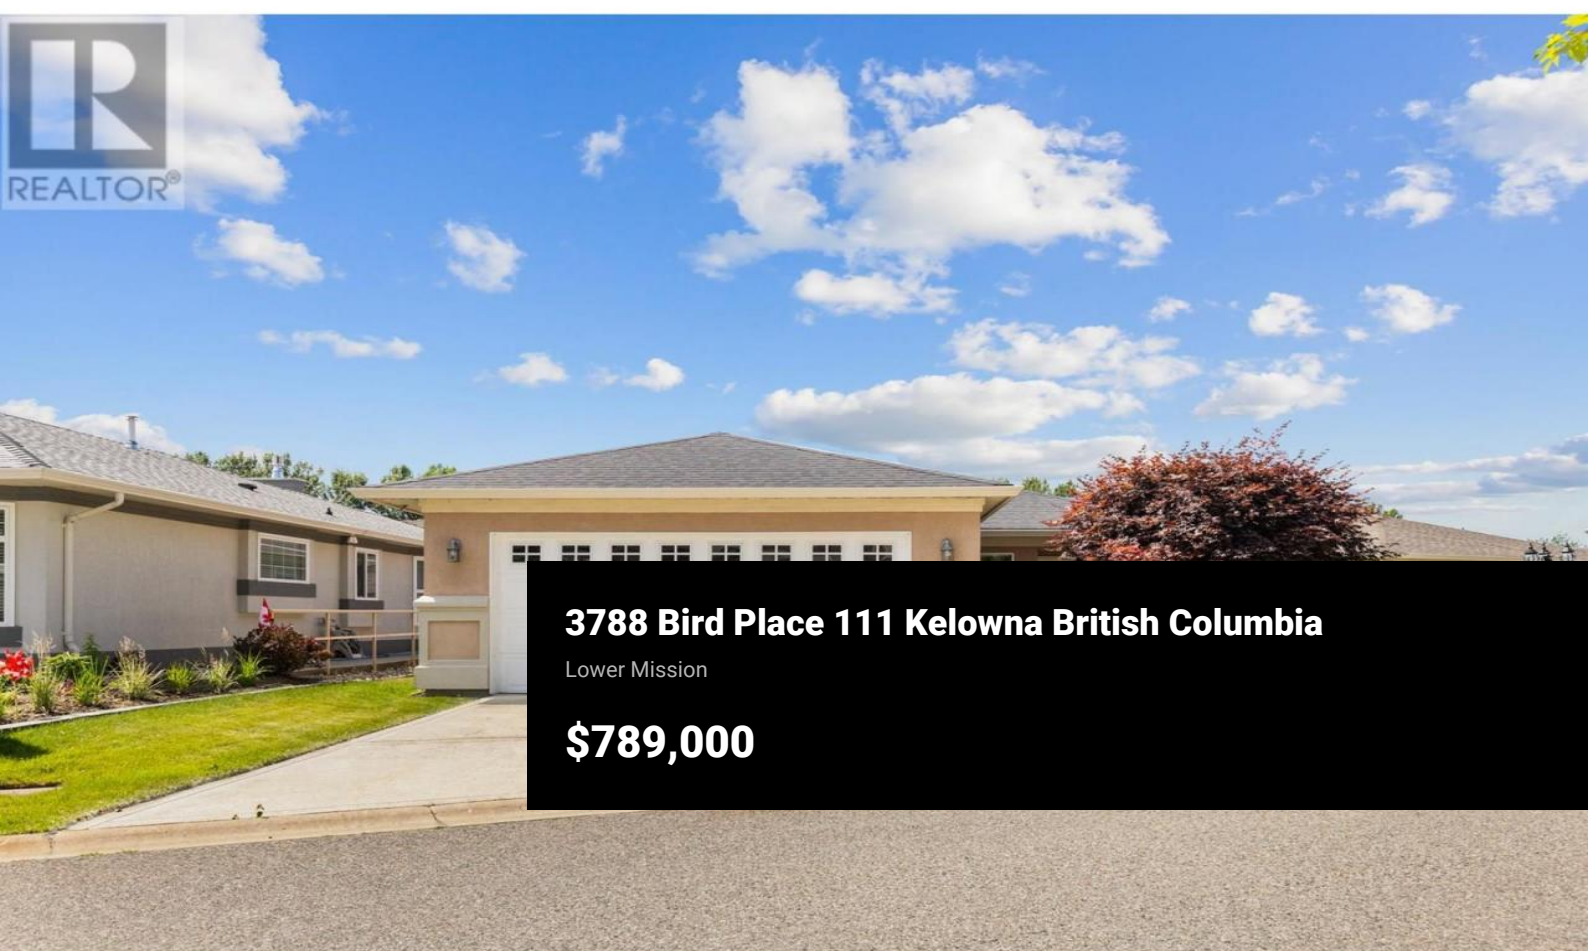 REALTOR®
3788 Bird Place 111 Kelowna British Columbia
Lower Mission
$789,000